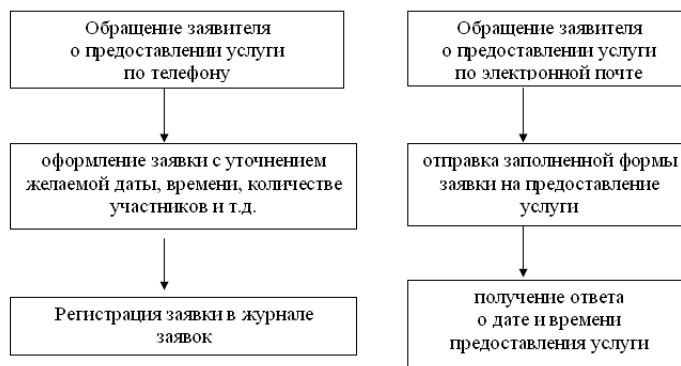 Обращение заявителя
о предоставлении услуги
по телефону
оформление заявки с уточнением
желаемой даты, времени, количестве
участников и т.д.
Регистрация заявки в журнале
заявок
Обращение заявителя
о предоставлении услуги
по электронной почте
отправка заполненной формы
заявки на предоставление
услуги
получение ответа
о дате и времени
предоставления услуги